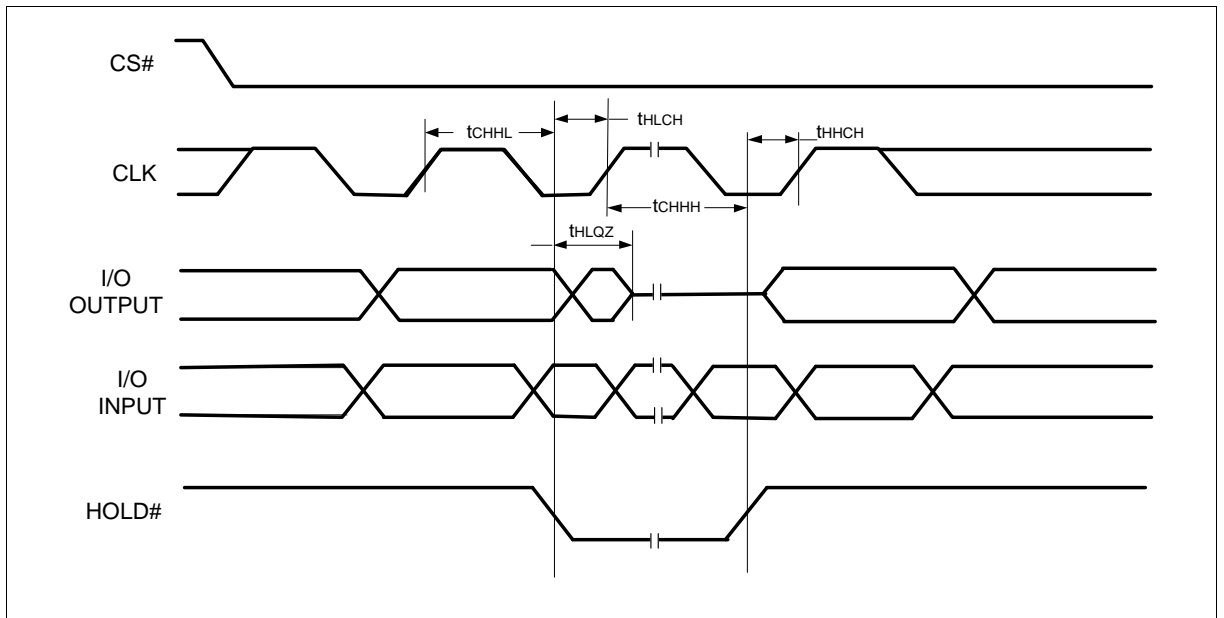 CS#
tCHHL
tHLCH
tHHCH
CLK
tCHHH
tHLQZ
I/O
OUTPUT
I/O
INPUT
HOLD#